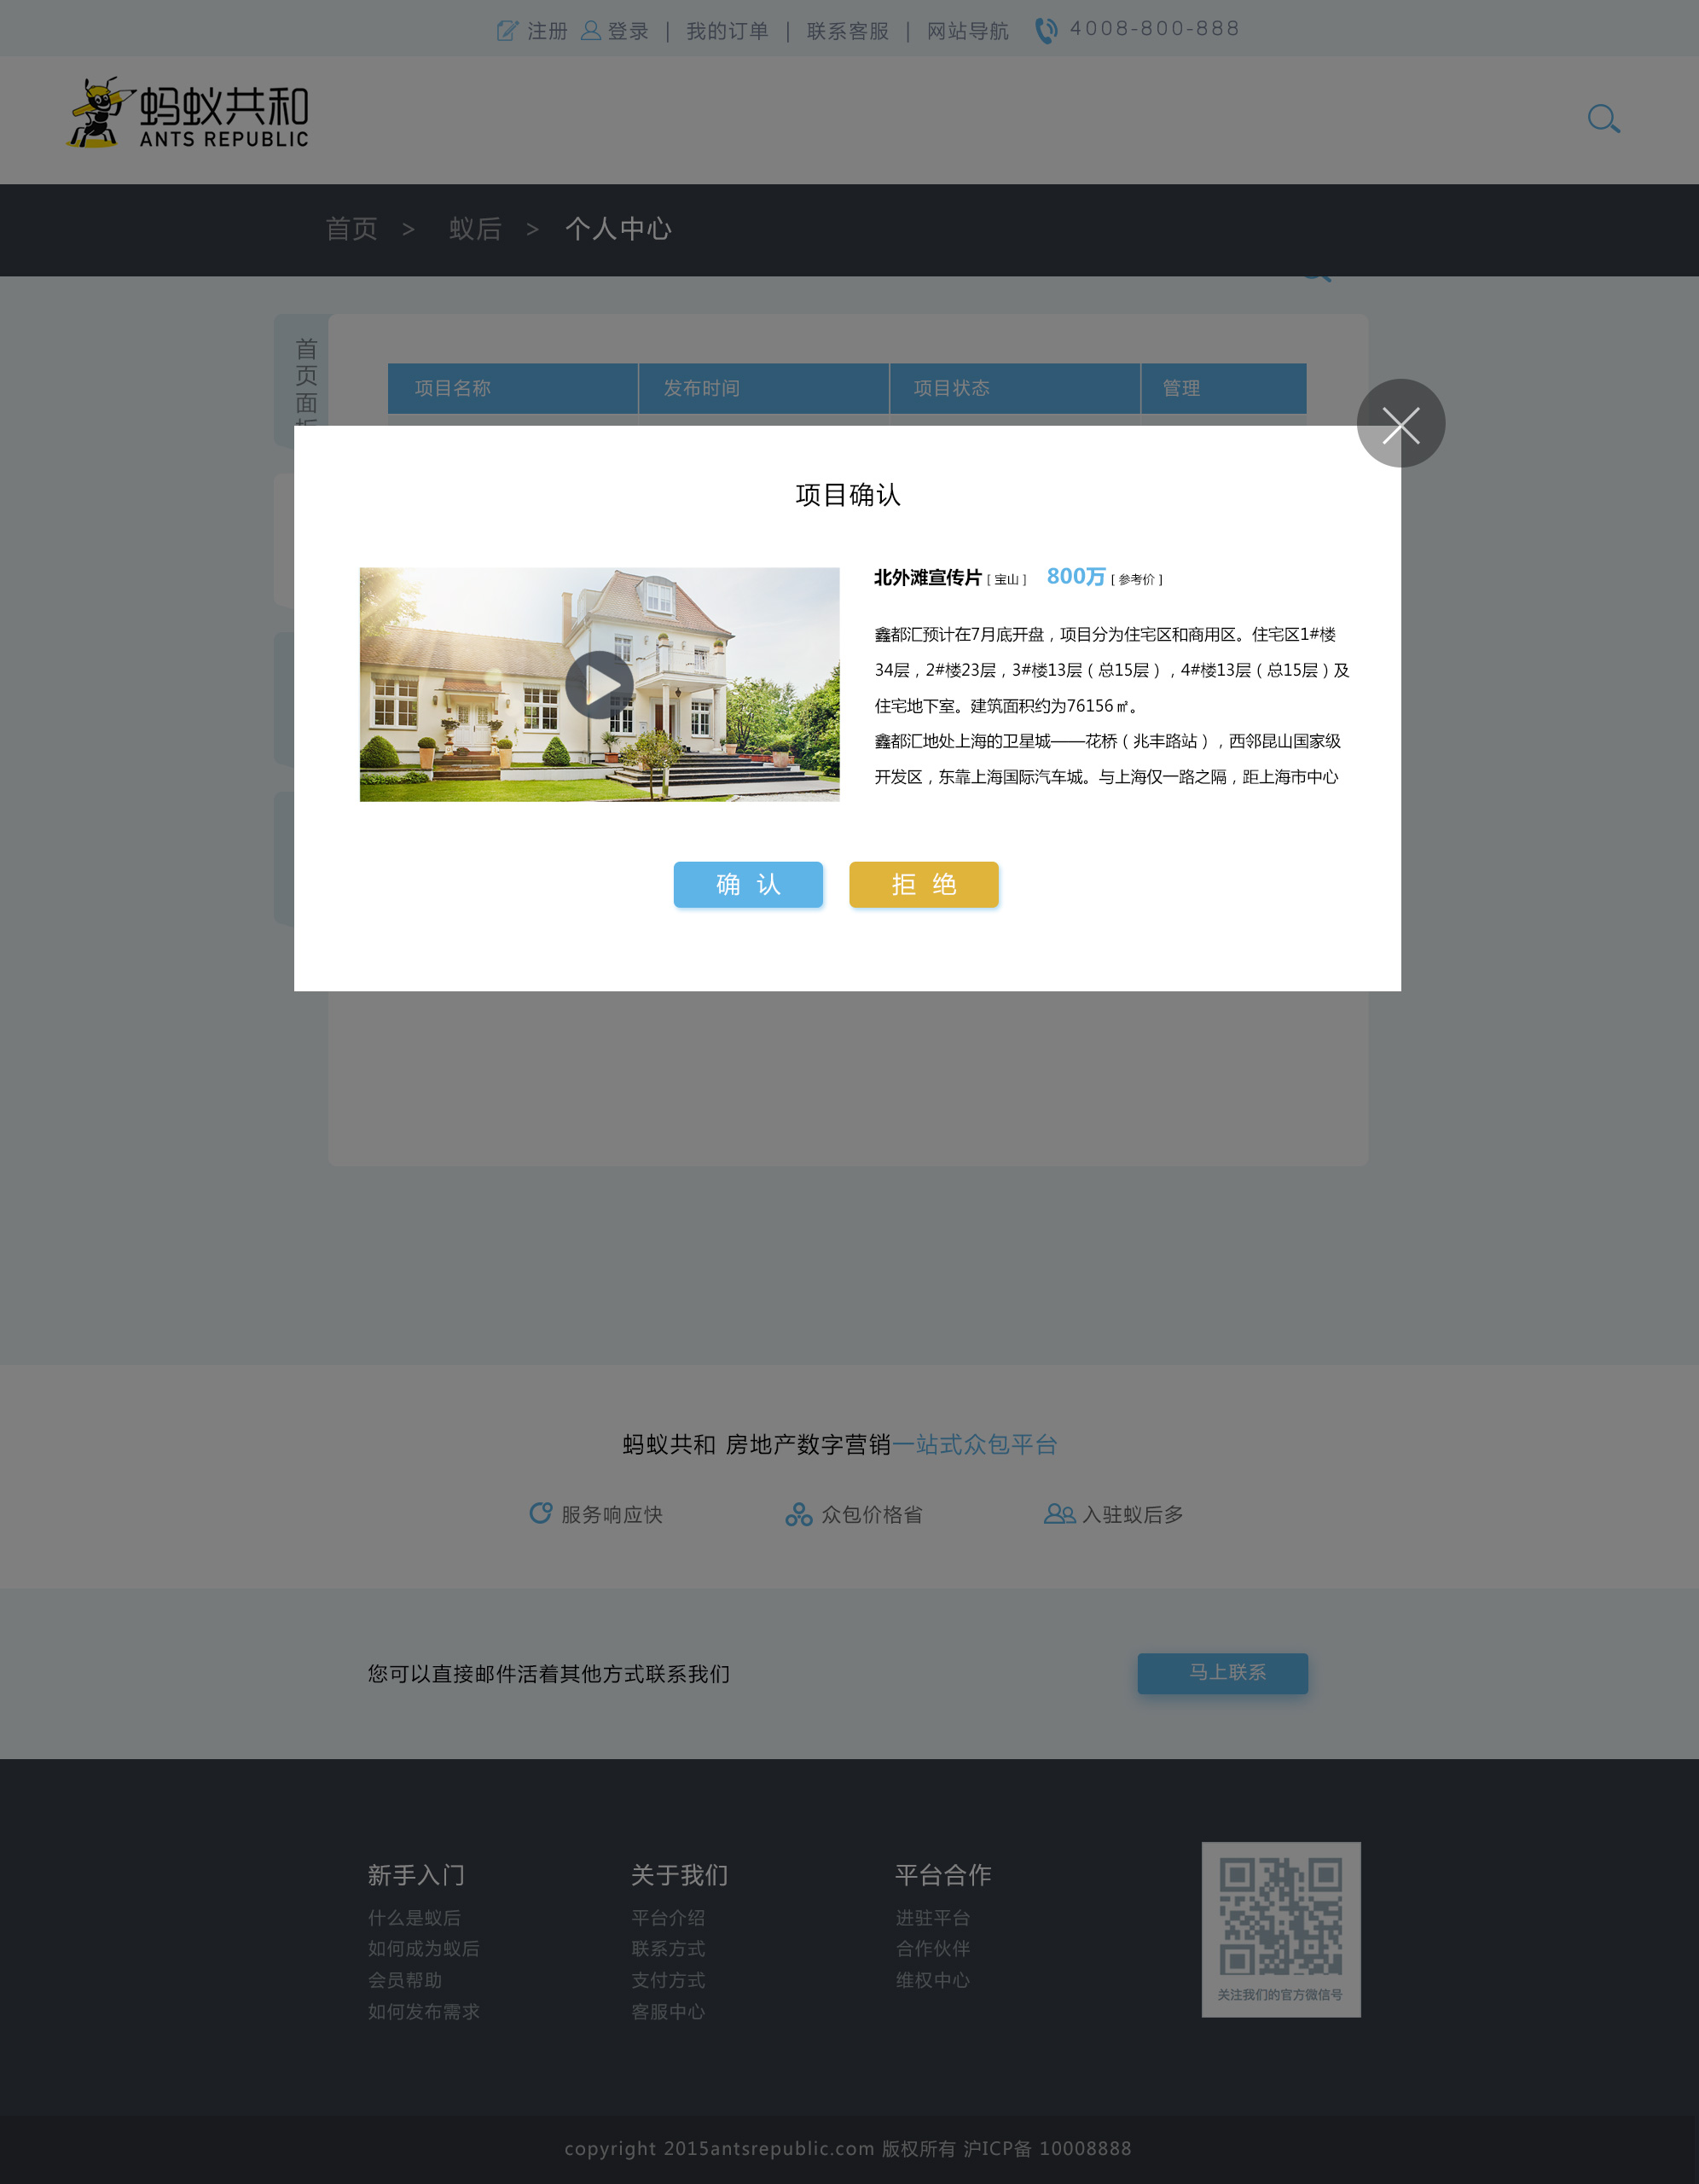 注册 登录 | 我的订单 | 联系客服 | 网站导航 4008-800-888
蚂蚁共和
ANTS REPUBLIC
首页 > 蚁后 > 个人中心
首页面
项目名称 发布时间 项目状态 管理
项目确认
北外滩宣传片 [ 宝山 ] 800万 [ 参考价 ]
鑫都汇预计在7月底开盘，项目分为住宅区和商用区。住宅区1#楼
34层，2#楼23层，3#楼13层（总15层），4#楼13层（总15层）及
住宅地下室。建筑面积约为76156㎡。
鑫都汇地处上海的卫星城——花桥（兆丰路站），西邻昆山国家级
开发区，东靠上海国际汽车城。与上海仅一路之隔，距上海市中心
确 认 拒 绝
蚂蚁共和 房地产数字营销一站式众包平台
服务响应快 众包价格省 入驻蚁后多
您可以直接邮件活着其他方式联系我们 马上联系
新手入门 关于我们 平台合作
什么是蚁后 平台介绍 进驻平台
如何成为蚁后 联系方式 合作伙伴
会员帮助 支付方式 维权中心
如何发布需求 客服中心
关注我们的官方微信号
copyright 2015antsrepublic.com 版权所有 沪ICP备 10008888